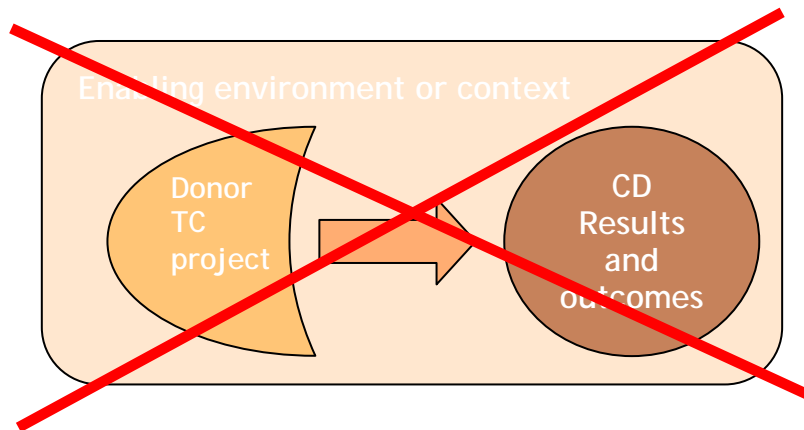 Enabling environment or context
Donor
TC
project
CD
Results
and
outcomes